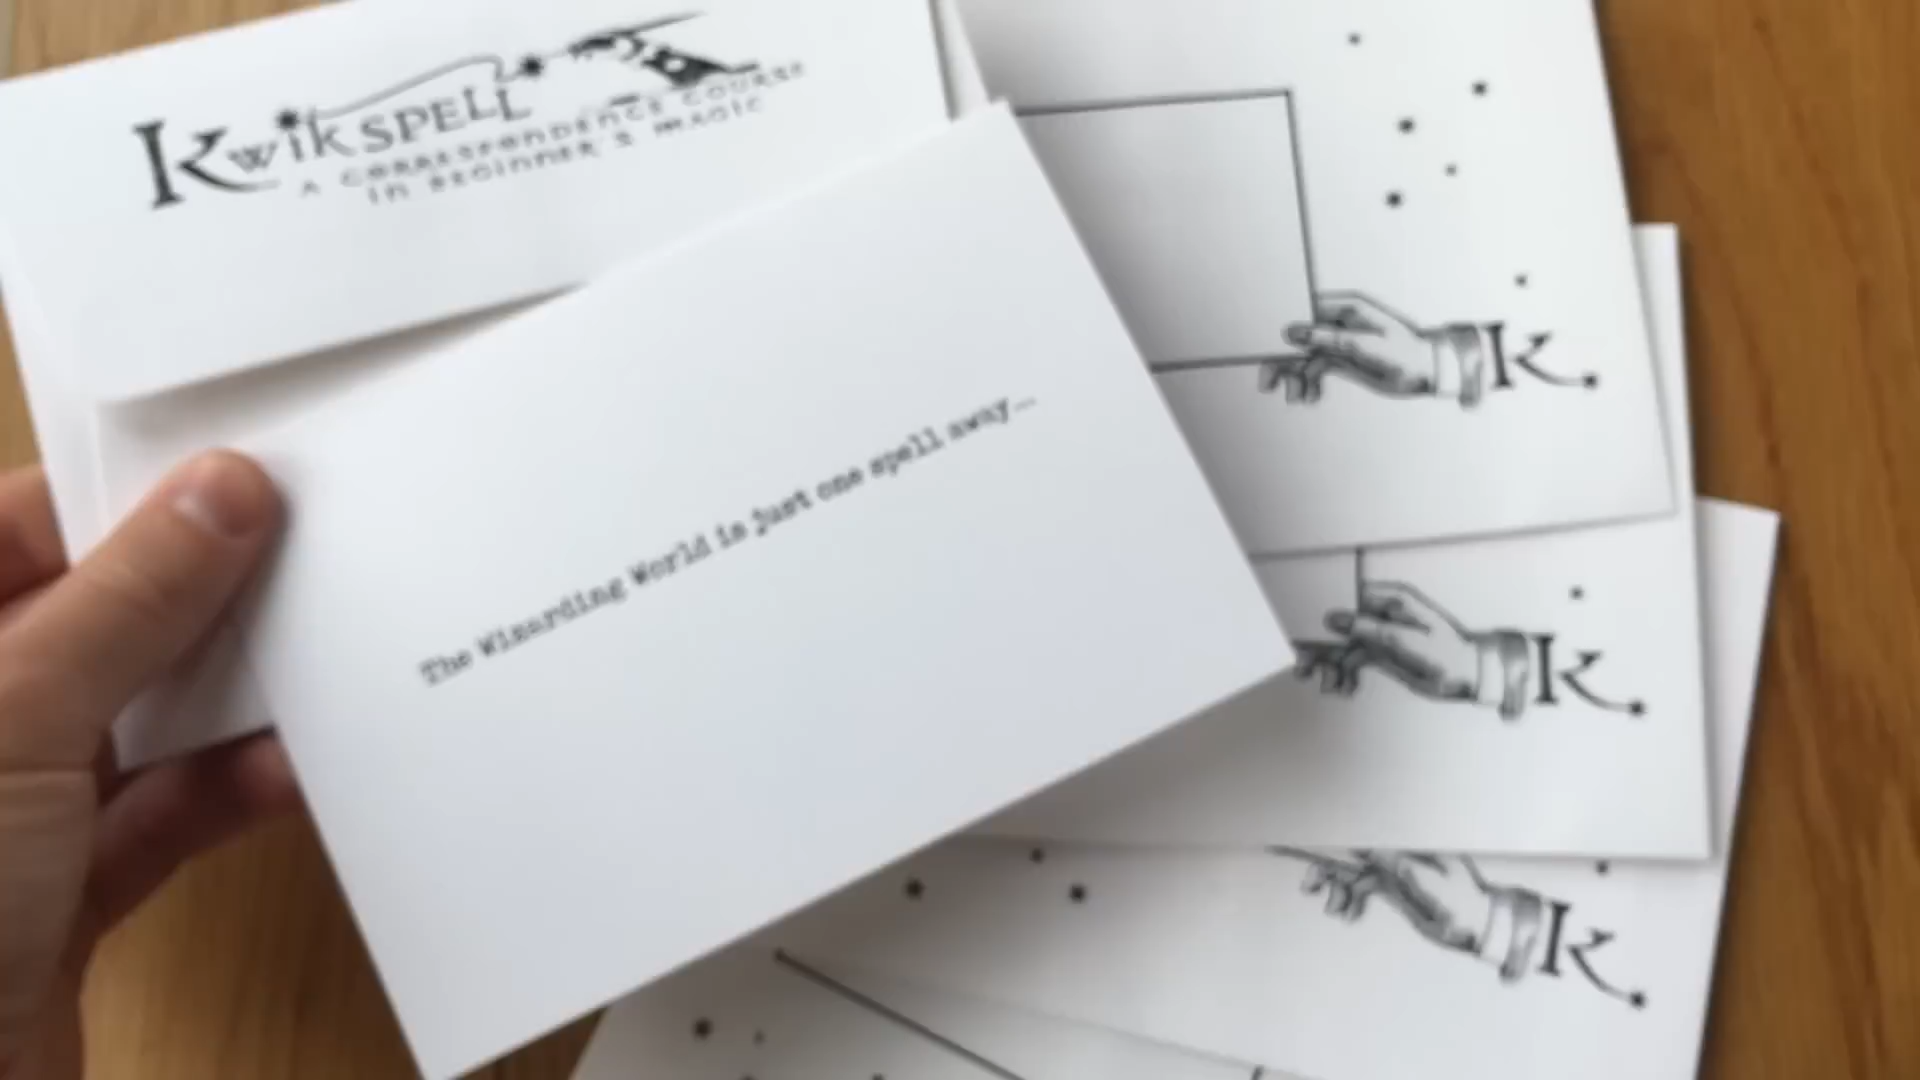 KwikSPELL
A CORRESPONDENCE COURSE
IN BEGINNER'S MAGIC
The Wizarding World is just one spell away...
K
K
K